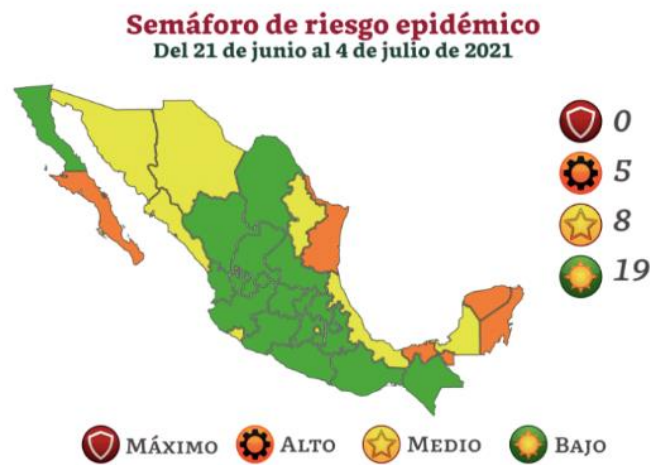 Semáforo de riesgo epidémico
Del 21 de junio al 4 de julio de 2021
0
5
8
19
MÁXIMO ALTO MEDIO BAJO